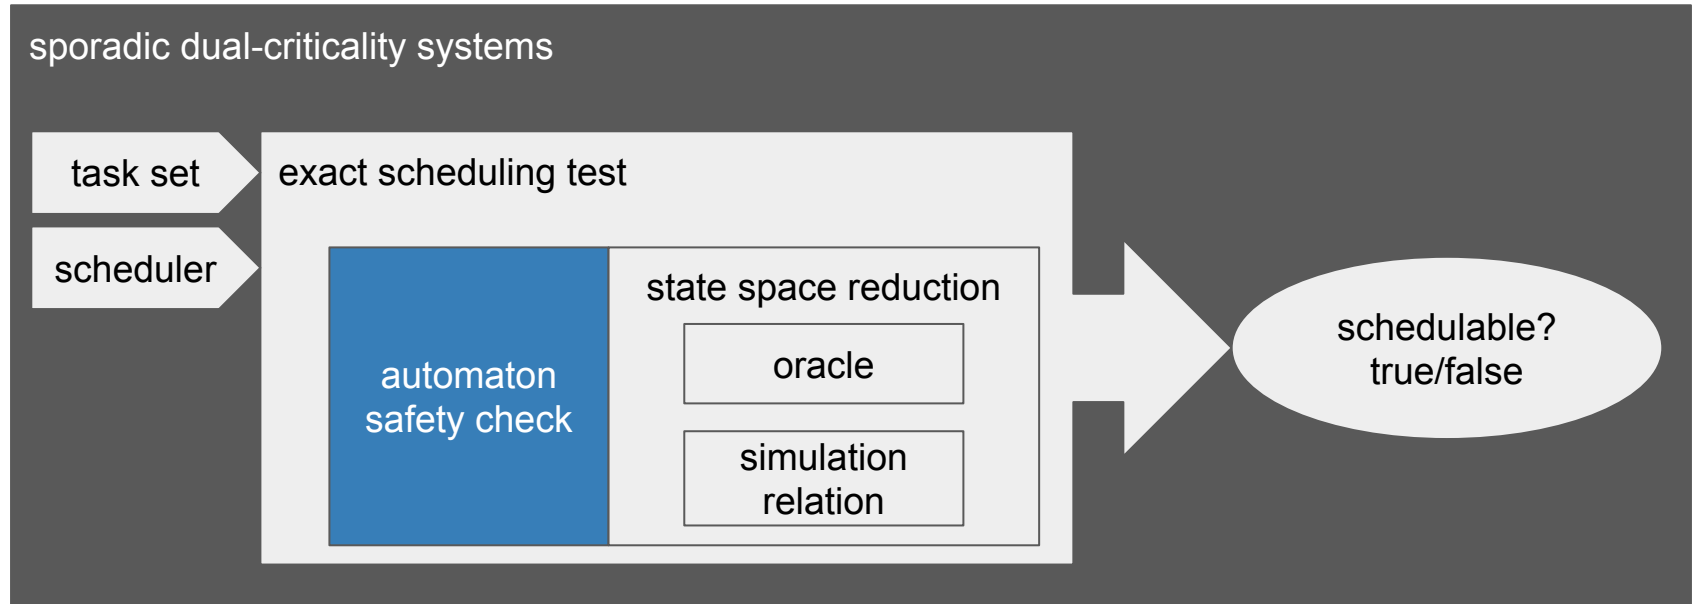 sporadic dual-criticality systems
task set
exact scheduling test
scheduler
automaton
safety check
state space reduction
oracle
simulation
relation
schedulable?
true/false